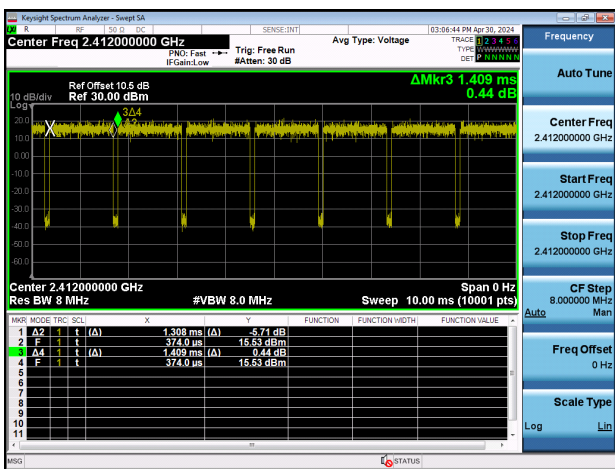 Keysight Spectrum Analyzer - Swept SA
R RF 50 Ω DC SENSE:INT 03:06:44 PM Apr 30, 2024
Center Freq 2.412000000 GHz
PNO: Fast
IFGain:Low
Trig: Free Run
#Atten: 30 dB
Avg Type: Voltage
TRACE 1 2 3 4 5 6
TYPE WWWWWW
DET P N N N N N
Ref Offset 10.5 dB
10 dB/div Ref 30.00 dBm
Log
ΔMkr3 1.409 ms
0.44 dB
20.0
10.0
0.00
-10.0
-20.0
-30.0
-40.0
-50.0
-60.0
X
3Δ4
Center 2.412000000 GHz Span 0 Hz
Res BW 8 MHz #VBW 8.0 MHz Sweep 10.00 ms (10001 pts)
MKR MODE TRC SCL X Y FUNCTION FUNCTION WIDTH FUNCTION VALUE
1 Δ2 1 t (Δ) 1.308 ms (Δ) -5.71 dB
2 F 1 t 374.0 µs 15.53 dBm
3 Δ4 1 t (Δ) 1.409 ms (Δ) 0.44 dB
4 F 1 t 374.0 µs 15.53 dBm
5
6
7
8
9
10
11
MSG STATUS
Frequency
Auto Tune
Center Freq
2.412000000 GHz
Start Freq
2.412000000 GHz
Stop Freq
2.412000000 GHz
CF Step
8.000000 MHz
Auto Man
Freq Offset
0 Hz
Scale Type
Log Lin